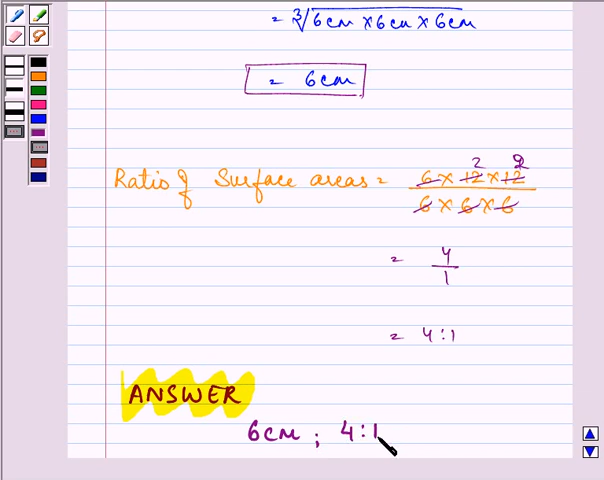 = ∛6cm × 6cm × 6cm
= 6cm
Ratio of Surface areas = 6 × 12 × 12 / 6 × 6 × 6
2 2
= 4/1
= 4:1
ANSWER
6cm ; 4:1